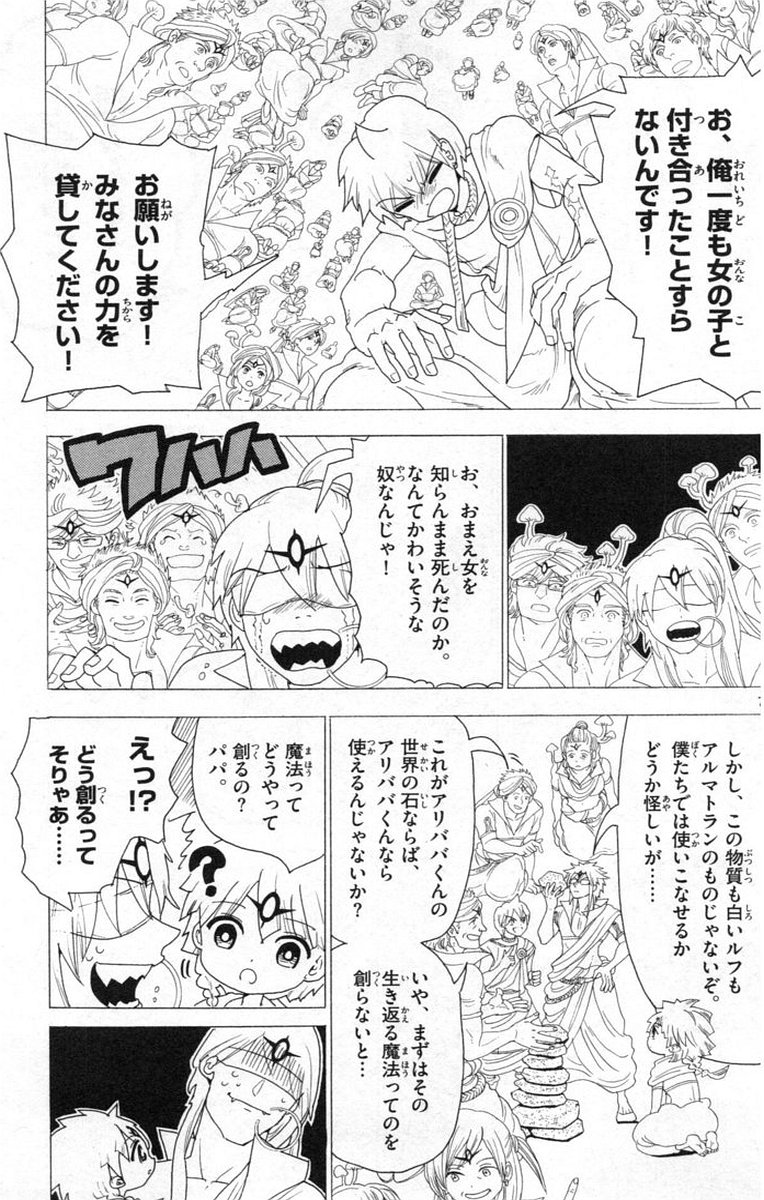 お、俺一度も女の子と
付き合ったことすら
ないんです！
お願いします！
みなさんの力を
貸してください！
お、おまえ女を
知らんまま死んだのか。
なんてかわいそうな
奴なんじゃ！
ワハハハ
しかし、この物質も白いルフも
アルマトランのものじゃないぞ。
僕たちでは使いこなせるか
どうか怪しいが……
これがアリババくんの
世界の石ならば、
アリババくんなら
使えるんじゃないか？
いや、まずはその
生き返る魔法ってのを
創らないと…
魔法って
どうやって
創るの？
パパ。
？
えっ!?
どう創るって
そりゃあ……